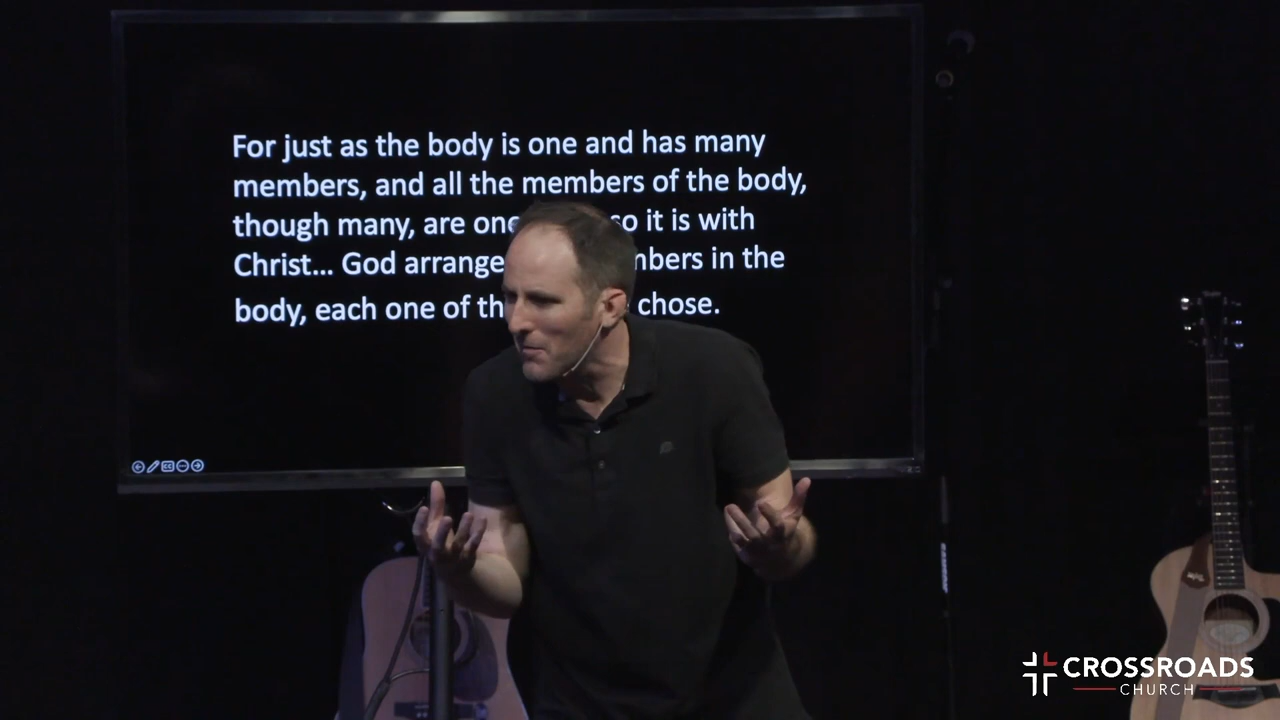 For just as the body is one and has many
members, and all the members of the body,
though many, are one so it is with
Christ... God arrange mbers in the
body, each one of th chose.
CROSSROADS
CHURCH